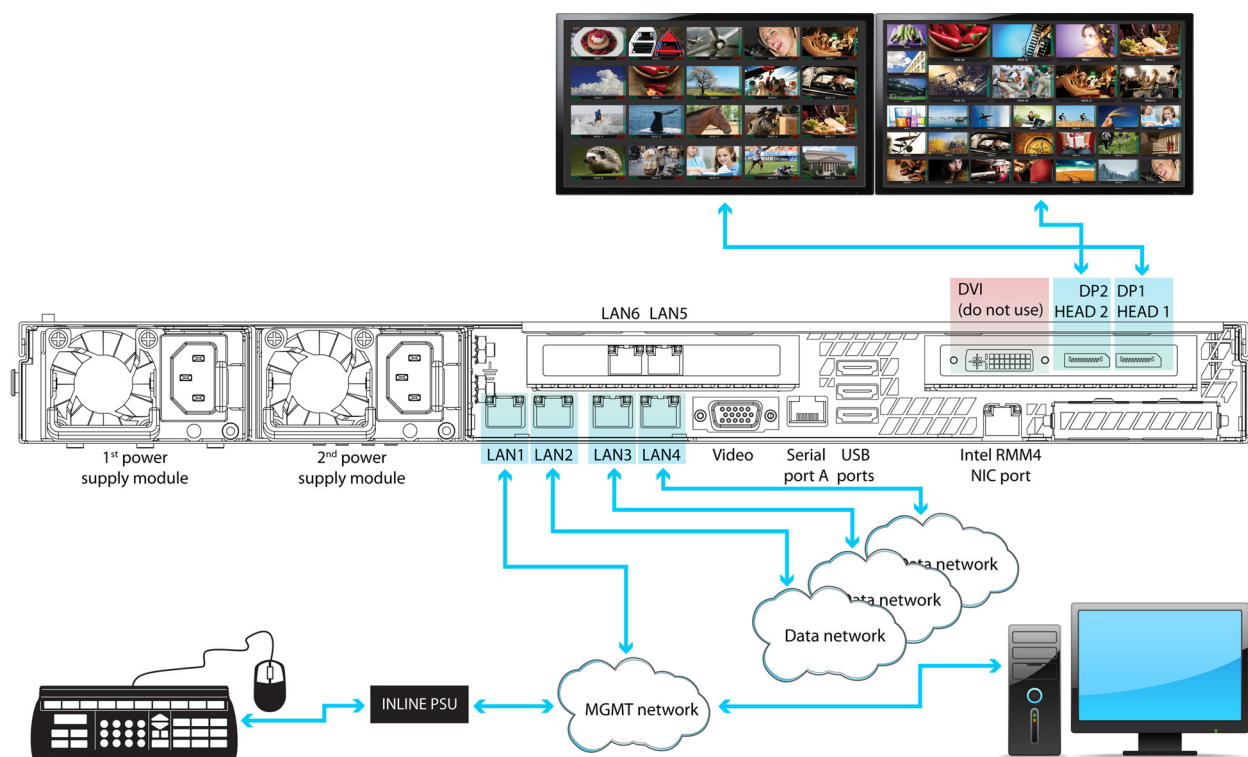 DVI
(do not use)
DP2
HEAD 2
DP1
HEAD 1
LAN6 LAN5
1st power
supply module
2nd power
supply module
LAN1
LAN2
LAN3
LAN4
Video
Serial
port A
USB
ports
Intel RMM4
NIC port
Data network
Data network
Data network
MGMT network
INLINE PSU